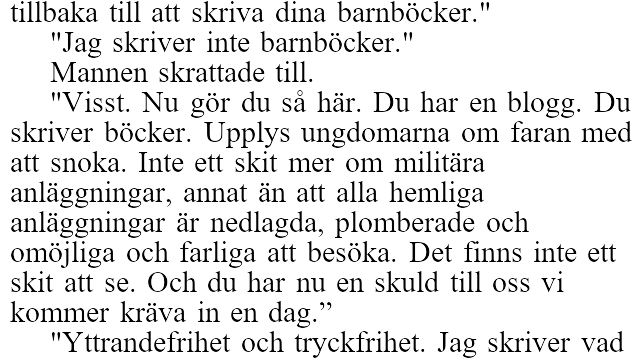 tillbaka till att skriva dina barnböcker."
"Jag skriver inte barnböcker."
Mannen skrattade till.
"Visst. Nu gör du så här. Du har en blogg. Du
skriver böcker. Upplys ungdomarna om faran med
att snoka. Inte ett skit mer om militära
anläggningar, annat än att alla hemliga
anläggningar är nedlagda, plomberade och
omöjliga och farliga att besöka. Det finns inte ett
skit att se. Och du har nu en skuld till oss vi
kommer kräva in en dag.”
"Yttrandefrihet och tryckfrihet. Jag skriver vad